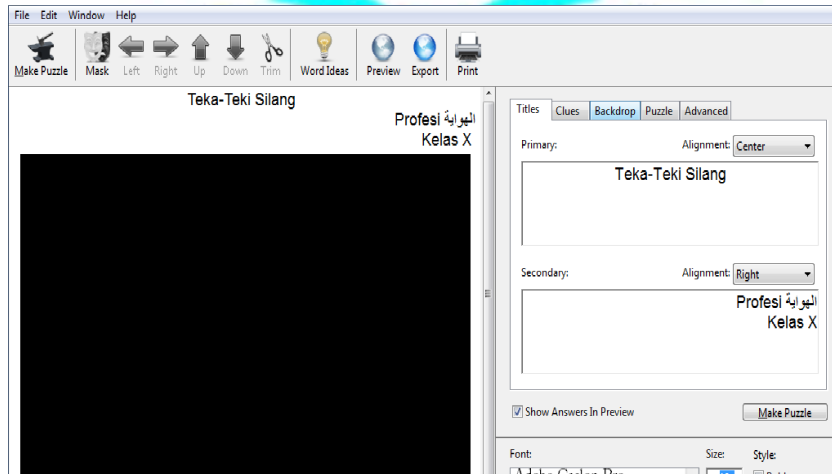 File Edit Window Help
Make Puzzle Mask Left Right Up Down Trim Word Ideas Preview Export Print
Teka-Teki Silang
الهواية Profesi
Kelas X
Titles Clues Backdrop Puzzle Advanced
Primary: Alignment: Center
Teka-Teki Silang
Secondary: Alignment: Right
الهواية Profesi
Kelas X
Show Answers In Preview Make Puzzle
Font: Size: Style: